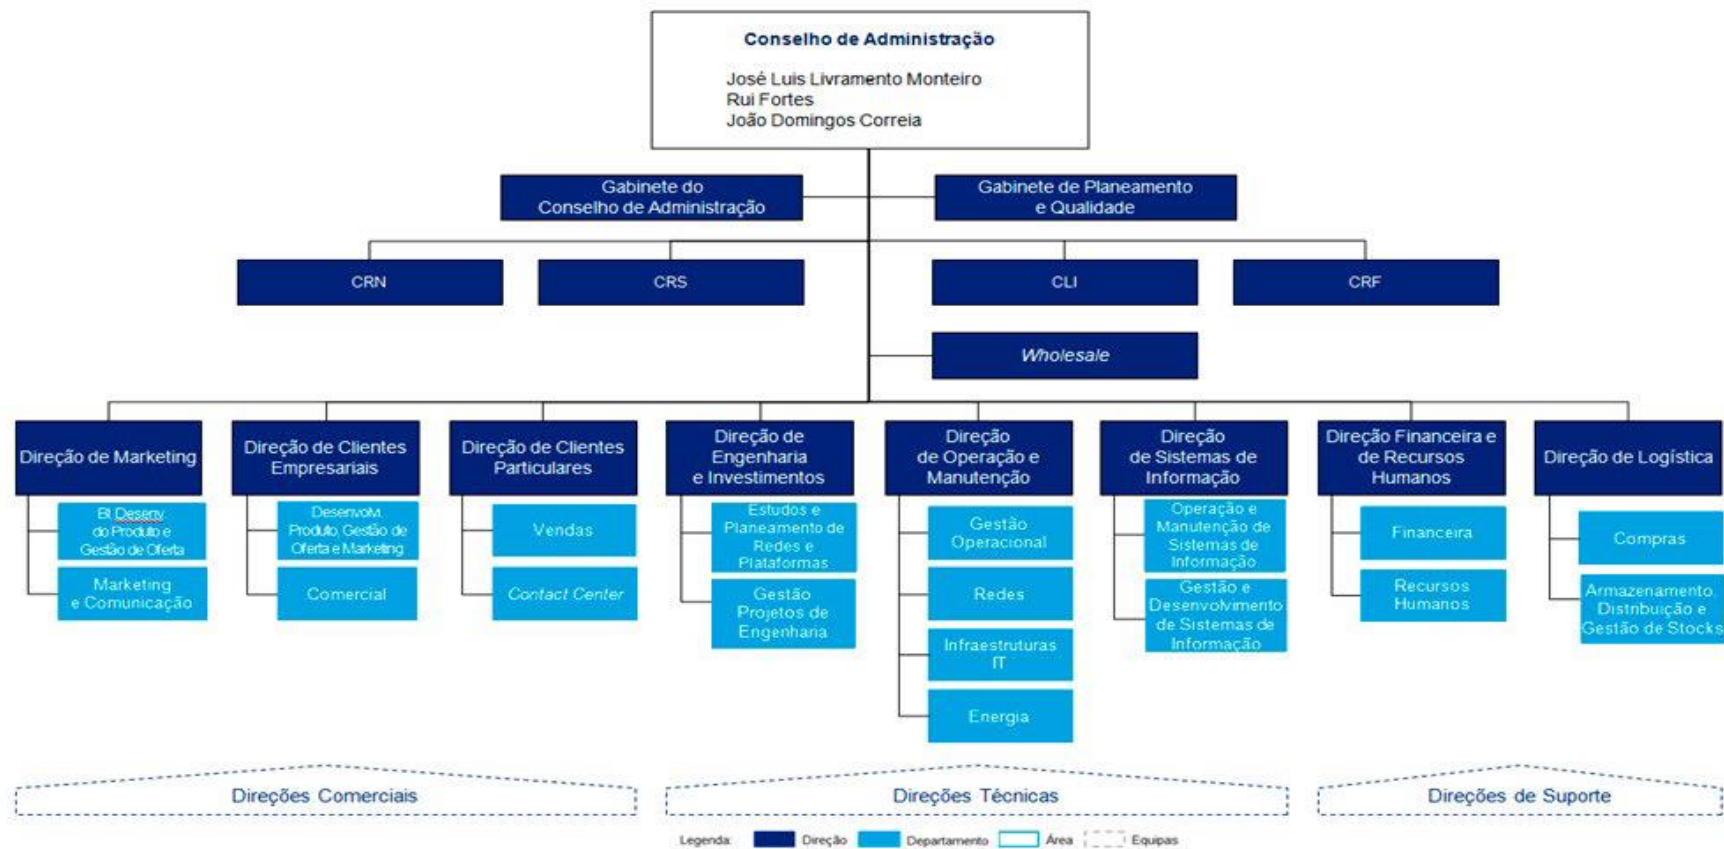 Conselho de Administração
José Luis Livramento Monteiro
Rui Fortes
João Domingos Correia
Gabinete do
Conselho de Administração
Gabinete de Planeamento
e Qualidade
CRN
CRS
CLI
CRF
Wholesale
Direção de Marketing
Direção de Clientes
Empresariais
Direção de Clientes
Particulares
Direção de
Engenharia
e Investimentos
Direção
de Operação e
Manutenção
Direção
de Sistemas de
Informação
Direção Financeira e
de Recursos
Humanos
Direção de Logística
BI Desenv.
do Produto e
Gestão de Oferta
Marketing
e Comunicação
Desenvolvi.
Produto, Gestão de
Oferta e Marketing
Comercial
Vendas
Contact Center
Estudos e
Planeamento de
Redes e
Plataformas
Gestão
Projetos de
Engenharia
Gestão
Operacional
Redes
Infraestruturas
IT
Energia
Operação e
Manutenção de
Sistemas de
Informação
Gestão e
Desenvolvimento
de Sistemas de
Informação
Financeira
Recursos
Humanos
Compras
Armazenamento,
Distribuição e
Gestão de Stocks
Direções Comerciais
Direções Técnicas
Direções de Suporte
Legenda: Direção Departamento Área Equipas